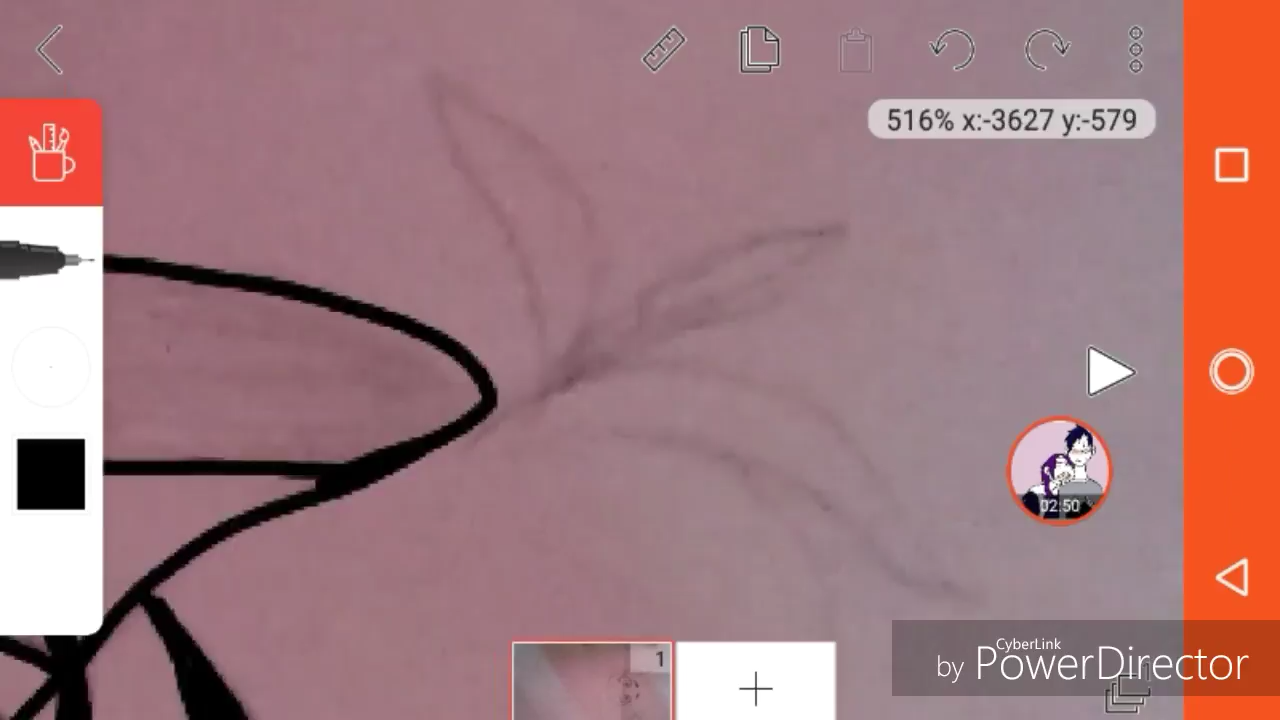 516% x:-3627 y:-579
02:50
1
CyberLink
by PowerDirector